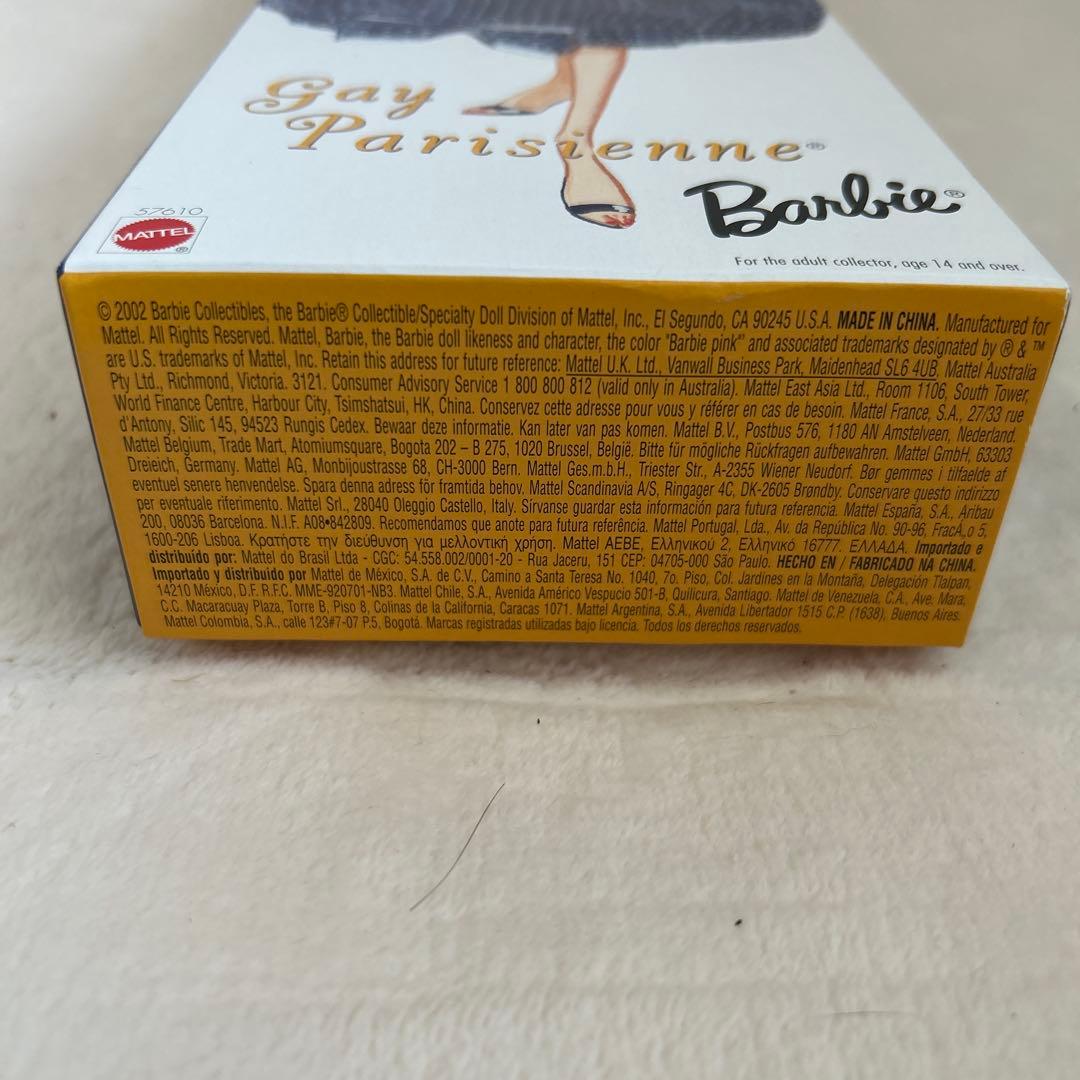 Gay
Parisienne®
Barbie®
57610
MATTEL
®
For the adult collector, age 14 and over.
© 2002 Barbie Collectibles, the Barbie® Collectible/Specialty Doll Division of Mattel, Inc., El Segundo, CA 90245 U.S.A. MADE IN CHINA. Manufactured for
Mattel. All Rights Reserved. Mattel, Barbie, the Barbie doll likeness and character, the color "Barbie pink" and associated trademarks designated by ® & ™
are U.S. trademarks of Mattel, Inc. Retain this address for future reference: Mattel U.K. Ltd., Vanwall Business Park, Maidenhead SL6 4UB. Mattel Australia
Pty Ltd., Richmond, Victoria. 3121. Consumer Advisory Service 1 800 800 812 (valid only in Australia). Mattel East Asia Ltd., Room 1106, South Tower,
World Finance Centre, Harbour City, Tsimshatsui, HK, China. Conservez cette adresse pour vous y référer en cas de besoin. Mattel France, S.A., 27/33 rue
d'Antony, Silic 145, 94523 Rungis Cedex. Bewaar deze informatie. Kan later van pas komen. Mattel B.V., Postbus 576, 1180 AN Amstelveen, Nederland.
Mattel Belgium, Trade Mart, Atomiumsquare, Bogota 202 – B 275, 1020 Brussel, België. Bitte für mögliche Rückfragen aufbewahren. Mattel GmbH, 63303
Dreieich, Germany. Mattel AG, Monbijoustrasse 68, CH-3000 Bern. Mattel Ges.m.b.H., Triester Str., A-2355 Wiener Neudorf. Bør gemmes i tilfaelde af
eventuel senere henvendelse. Spara denna adress för framtida behov. Mattel Scandinavia A/S, Ringager 4C, DK-2605 Brøndby. Conservare questo indirizzo
per eventuale riferimento. Mattel Srl., 28040 Oleggio Castello, Italy. Sírvanse guardar esta información para futura referencia. Mattel España, S.A., Aribau
200, 08036 Barcelona. N.I.F. A08•842809. Recomendamos que anote para futura referência. Mattel Portugal, Lda., Av. da República No. 90-96, FracA,o 5,
1600-206 Lisboa. Κρατήστε την διεύθυνση για μελλοντική χρήση. Mattel AEBE, Ελληνικού 2, Ελληνικό 16777. ΕΛΛΑΔΑ. Importado e
distribuido por: Mattel do Brasil Ltda - CGC: 54.558.002/0001-20 - Rua Jaceru, 151 CEP: 04705-000 São Paulo. HECHO EN / FABRICADO NA CHINA.
Importado y distribuido por Mattel de México, S.A. de C.V., Camino a Santa Teresa No. 1040, 7o. Piso, Col. Jardines en la Montaña, Delegación Tlalpan,
14210 México, D.F. R.F.C. MME-920701-NB3. Mattel Chile, S.A., Avenida Américo Vespucio 501-B, Quilicura, Santiago. Mattel de Venezuela, C.A., Ave. Mara,
C.C. Macaracuay Plaza, Torre B, Piso 8, Colinas de la California, Caracas 1071. Mattel Argentina, S.A., Avenida Libertador 1515 C.P. (1638), Buenos Aires.
Mattel Colombia, S.A., calle 123#7-07 P.5, Bogotá. Marcas registradas utilizadas bajo licencia. Todos los derechos reservados.